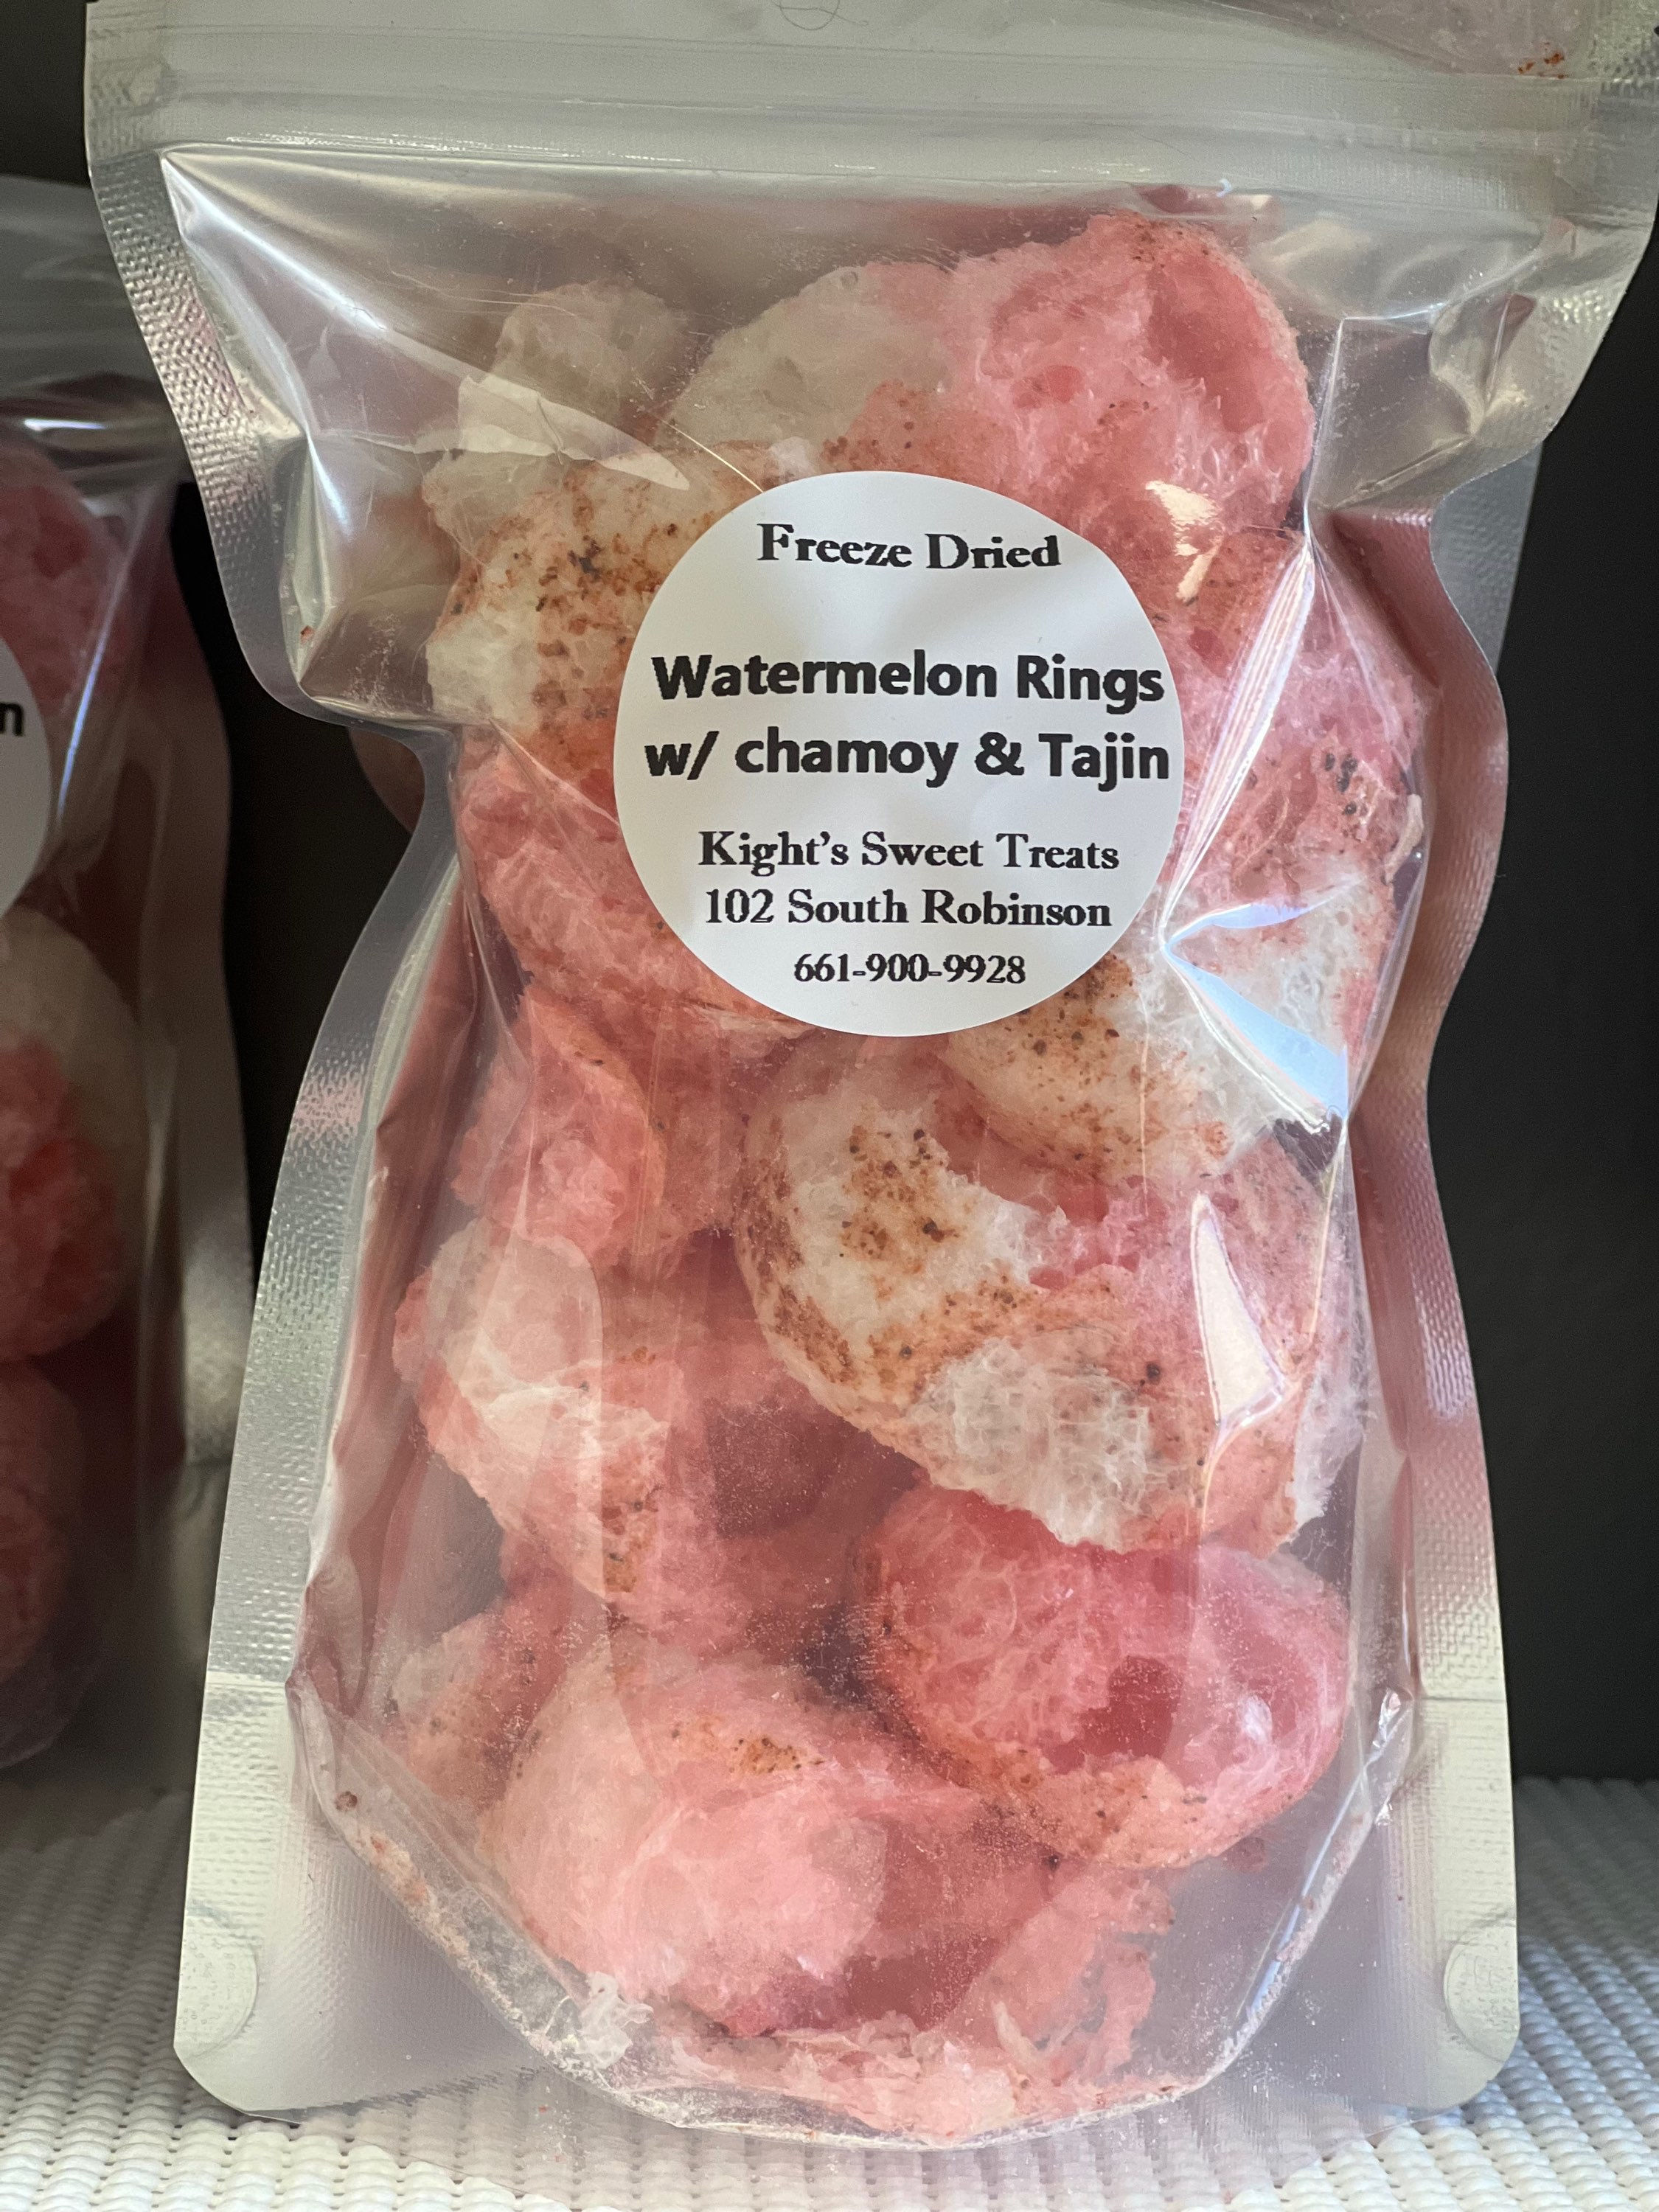 Freeze Dried
Watermelon Rings
w/ chamoy & Tajin
Kight's Sweet Treats
102 South Robinson
661-900-9928
n